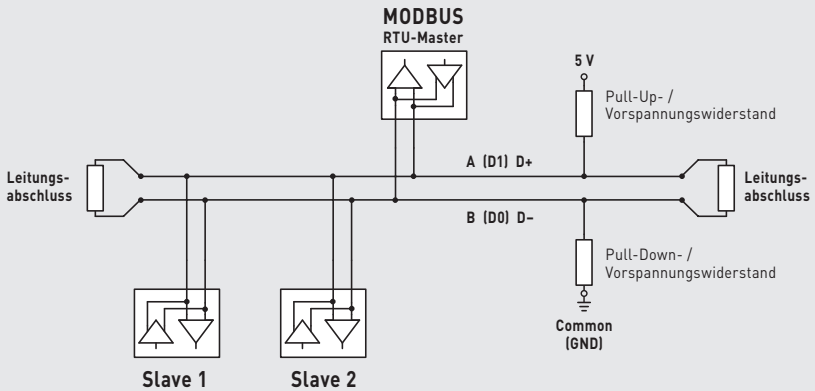 MODBUS
RTU-Master
5 V
Pull-Up- /
Vorspannungswiderstand
A (D1) D+
Leitungs-
abschluss
Leitungs-
abschluss
B (D0) D–
Pull-Down- /
Vorspannungswiderstand
Common
(GND)
Slave 1
Slave 2